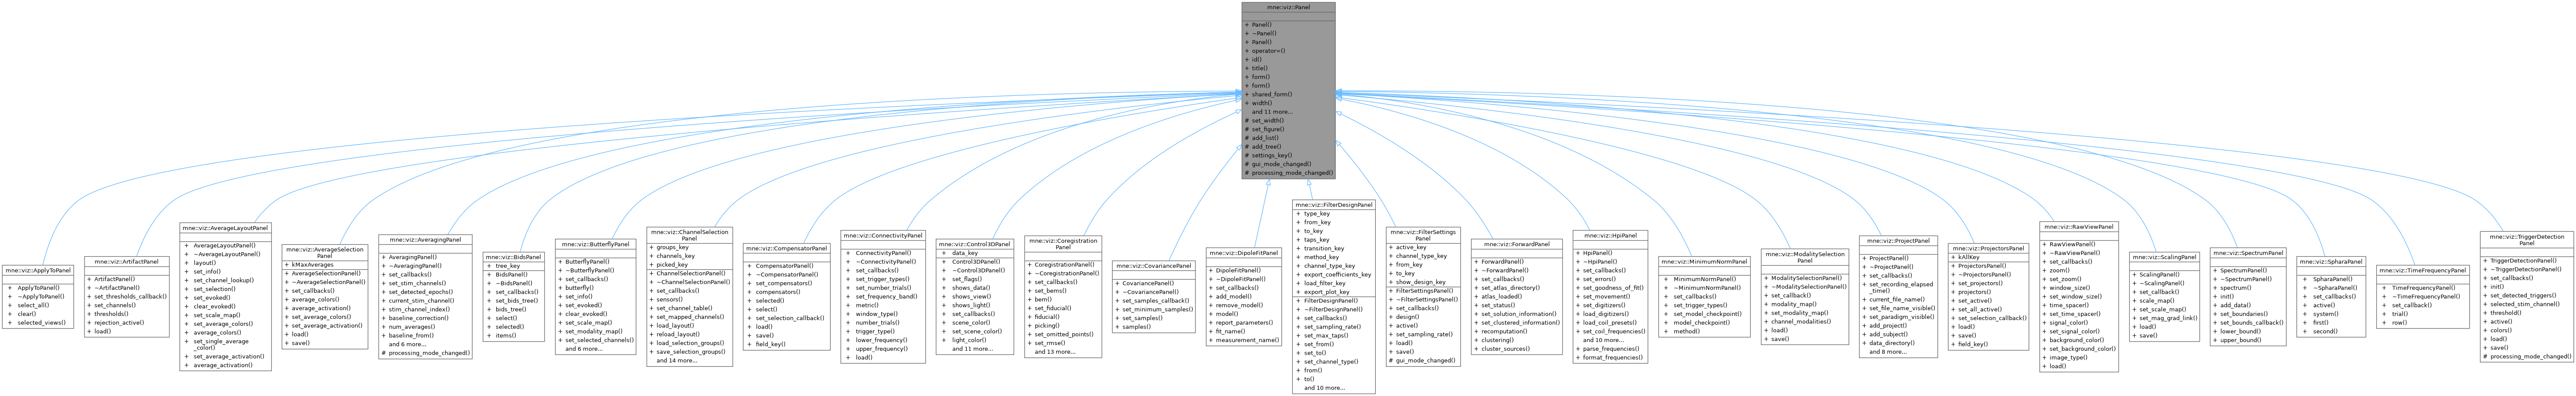 mne::viz::Panel
+ Panel()
+ ~Panel()
+ Panel()
+ operator=()
+ id()
+ title()
+ form()
+ form()
+ shared_form()
+ width()
and 11 more...
# set_width()
# set_figure()
# add_list()
# add_tree()
# settings_key()
# gui_mode_changed()
# processing_mode_changed()
mne::viz::ApplyToPanel
+ ApplyToPanel()
+ ~ApplyToPanel()
+ select_all()
+ clear()
+ selected_views()
mne::viz::ArtifactPanel
+ ArtifactPanel()
+ ~ArtifactPanel()
+ set_thresholds_callback()
+ set_channels()
+ thresholds()
+ rejection_active()
+ load()
mne::viz::AverageLayoutPanel
+ AverageLayoutPanel()
+ ~AverageLayoutPanel()
+ layout()
+ set_info()
+ set_channel_lookup()
+ set_selection()
+ set_evoked()
+ clear_evoked()
+ set_scale_map()
+ set_average_colors()
+ average_colors()
+ set_single_average
_color()
+ set_average_activation()
+ average_activation()
mne::viz::AverageSelection
Panel
+ kMaxAverages
+ AverageSelectionPanel()
+ ~AverageSelectionPanel()
+ set_callbacks()
+ average_colors()
+ average_activation()
+ set_average_colors()
+ set_average_activation()
+ load()
+ save()
mne::viz::AveragingPanel
+ AveragingPanel()
+ ~AveragingPanel()
+ set_callbacks()
+ set_stim_channels()
+ set_detected_epochs()
+ current_stim_channel()
+ stim_channel_index()
+ baseline_correction()
+ num_averages()
+ baseline_from()
and 6 more...
# processing_mode_changed()
mne::viz::BidsPanel
+ tree_key
+ BidsPanel()
+ ~BidsPanel()
+ set_callbacks()
+ set_bids_tree()
+ bids_tree()
+ select()
+ selected()
+ items()
mne::viz::ButterflyPanel
+ ButterflyPanel()
+ ~ButterflyPanel()
+ set_callbacks()
+ butterfly()
+ set_info()
+ set_evoked()
+ clear_evoked()
+ set_scale_map()
+ set_modality_map()
+ set_selected_channels()
and 6 more...
mne::viz::ChannelSelection
Panel
+ groups_key
+ channels_key
+ picked_key
+ ChannelSelectionPanel()
+ ~ChannelSelectionPanel()
+ set_callbacks()
+ sensors()
+ set_channel_table()
+ set_mapped_channels()
+ load_layout()
+ reload_layout()
+ load_selection_groups()
+ save_selection_groups()
and 14 more...
mne::viz::CompensatorPanel
+ CompensatorPanel()
+ ~CompensatorPanel()
+ set_compensators()
+ compensators()
+ selected()
+ select()
+ set_selection_callback()
+ load()
+ save()
+ field_key()
mne::viz::ConnectivityPanel
+ ConnectivityPanel()
+ ~ConnectivityPanel()
+ set_callbacks()
+ set_trigger_types()
+ set_number_trials()
+ set_frequency_band()
+ metric()
+ window_type()
+ number_trials()
+ trigger_type()
+ lower_frequency()
+ upper_frequency()
+ load()
mne::viz::Control3DPanel
+ data_key
+ Control3DPanel()
+ ~Control3DPanel()
+ set_flags()
+ shows_data()
+ shows_view()
+ shows_light()
+ set_callbacks()
+ scene_color()
+ set_scene_color()
+ light_color()
and 11 more...
mne::viz::Coregistration
Panel
+ CoregistrationPanel()
+ ~CoregistrationPanel()
+ set_callbacks()
+ set_bems()
+ bem()
+ set_fiducial()
+ fiducial()
+ picking()
+ set_omitted_points()
+ set_rmse()
and 13 more...
mne::viz::CovariancePanel
+ CovariancePanel()
+ ~CovariancePanel()
+ set_samples_callback()
+ set_minimum_samples()
+ set_samples()
+ samples()
mne::viz::DipoleFitPanel
+ DipoleFitPanel()
+ ~DipoleFitPanel()
+ set_callbacks()
+ add_model()
+ remove_model()
+ model()
+ report_parameters()
+ fit_name()
+ measurement_name()
mne::viz::FilterDesignPanel
+ type_key
+ from_key
+ to_key
+ taps_key
+ transition_key
+ method_key
+ channel_type_key
+ export_coefficients_key
+ load_filter_key
+ export_plot_key
+ FilterDesignPanel()
+ ~FilterDesignPanel()
+ set_callbacks()
+ set_sampling_rate()
+ set_max_taps()
+ set_from()
+ set_to()
+ set_channel_type()
+ from()
+ to()
and 10 more...
mne::viz::FilterSettings
Panel
+ active_key
+ channel_type_key
+ from_key
+ to_key
+ show_design_key
+ FilterSettingsPanel()
+ ~FilterSettingsPanel()
+ set_callbacks()
+ design()
+ active()
+ set_sampling_rate()
+ load()
+ save()
# gui_mode_changed()
mne::viz::ForwardPanel
+ ForwardPanel()
+ ~ForwardPanel()
+ set_callbacks()
+ set_atlas_directory()
+ atlas_loaded()
+ set_status()
+ set_solution_information()
+ set_clustered_information()
+ recomputation()
+ clustering()
+ cluster_sources()
mne::viz::HpiPanel
+ HpiPanel()
+ ~HpiPanel()
+ set_callbacks()
+ set_errors()
+ set_goodness_of_fit()
+ set_movement()
+ set_digitizers()
+ load_digitizers()
+ load_coil_presets()
+ set_coil_frequencies()
and 10 more...
+ parse_frequencies()
+ format_frequencies()
mne::viz::MinimumNormPanel
+ MinimumNormPanel()
+ ~MinimumNormPanel()
+ set_callbacks()
+ set_trigger_types()
+ set_model_checkpoint()
+ model_checkpoint()
+ method()
mne::viz::ModalitySelection
Panel
+ ModalitySelectionPanel()
+ ~ModalitySelectionPanel()
+ set_callback()
+ modality_map()
+ set_modality_map()
+ channel_modalities()
+ load()
+ save()
mne::viz::ProjectPanel
+ ProjectPanel()
+ ~ProjectPanel()
+ set_callbacks()
+ set_recording_elapsed
_time()
+ current_file_name()
+ set_file_name_visible()
+ set_paradigm_visible()
+ add_project()
+ add_subject()
+ data_directory()
and 8 more...
mne::viz::ProjectorsPanel
+ kAllKey
+ ProjectorsPanel()
+ ~ProjectorsPanel()
+ set_projectors()
+ projectors()
+ set_active()
+ set_all_active()
+ set_selection_callback()
+ load()
+ save()
+ field_key()
mne::viz::RawViewPanel
+ RawViewPanel()
+ ~RawViewPanel()
+ set_callbacks()
+ zoom()
+ set_zoom()
+ window_size()
+ set_window_size()
+ time_spacer()
+ set_time_spacer()
+ signal_color()
+ set_signal_color()
+ background_color()
+ set_background_color()
+ image_type()
+ load()
mne::viz::ScalingPanel
+ ScalingPanel()
+ ~ScalingPanel()
+ set_callback()
+ scale_map()
+ set_scale_map()
+ set_mag_grad_link()
+ load()
+ save()
mne::viz::SpectrumPanel
+ SpectrumPanel()
+ ~SpectrumPanel()
+ spectrum()
+ init()
+ add_data()
+ set_boundaries()
+ set_bounds_callback()
+ lower_bound()
+ upper_bound()
mne::viz::SpharaPanel
+ SpharaPanel()
+ ~SpharaPanel()
+ set_callbacks()
+ active()
+ system()
+ first()
+ second()
mne::viz::TimeFrequencyPanel
+ TimeFrequencyPanel()
+ ~TimeFrequencyPanel()
+ set_callback()
+ trial()
+ row()
mne::viz::TriggerDetection
Panel
+ TriggerDetectionPanel()
+ ~TriggerDetectionPanel()
+ set_callbacks()
+ init()
+ set_detected_triggers()
+ selected_stim_channel()
+ threshold()
+ active()
+ colors()
+ load()
+ save()
# processing_mode_changed()